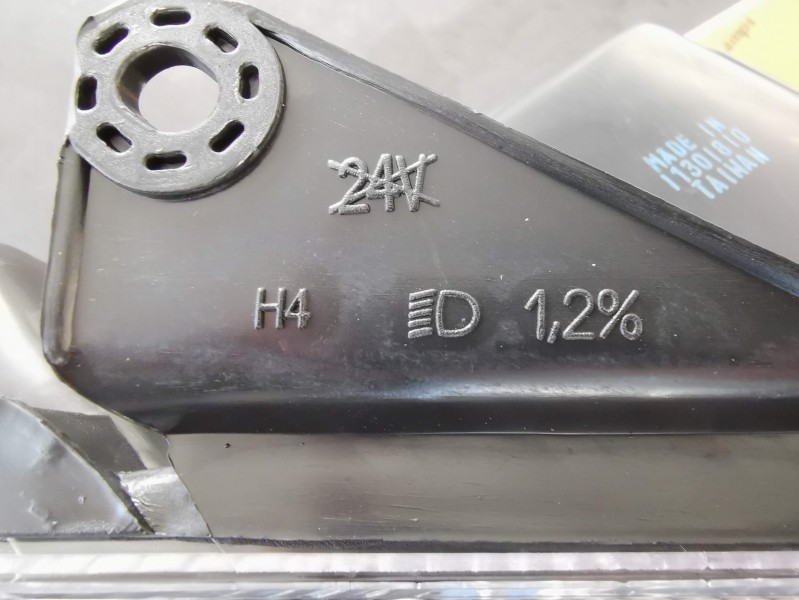 MADE IN
11301810
TAIWAN
24V
H4 1,2%